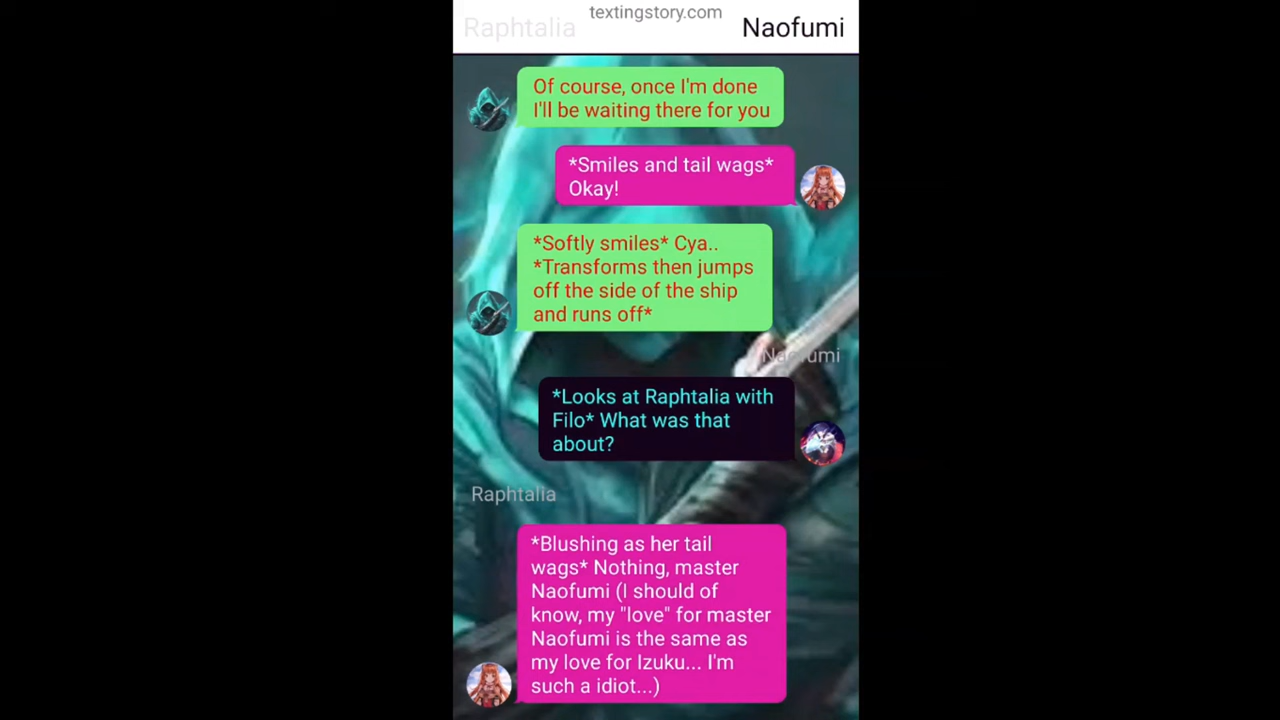 textingstory.com
Raphtalia Naofumi
Of course, once I'm done
I'll be waiting there for you
*Smiles and tail wags*
Okay!
*Softly smiles* Cya..
*Transforms then jumps
off the side of the ship
and runs off*
Naofumi
*Looks at Raphtalia with
Filo* What was that
about?
Raphtalia
*Blushing as her tail
wags* Nothing, master
Naofumi (I should of
know, my "love" for master
Naofumi is the same as
my love for Izuku... I'm
such a idiot...)